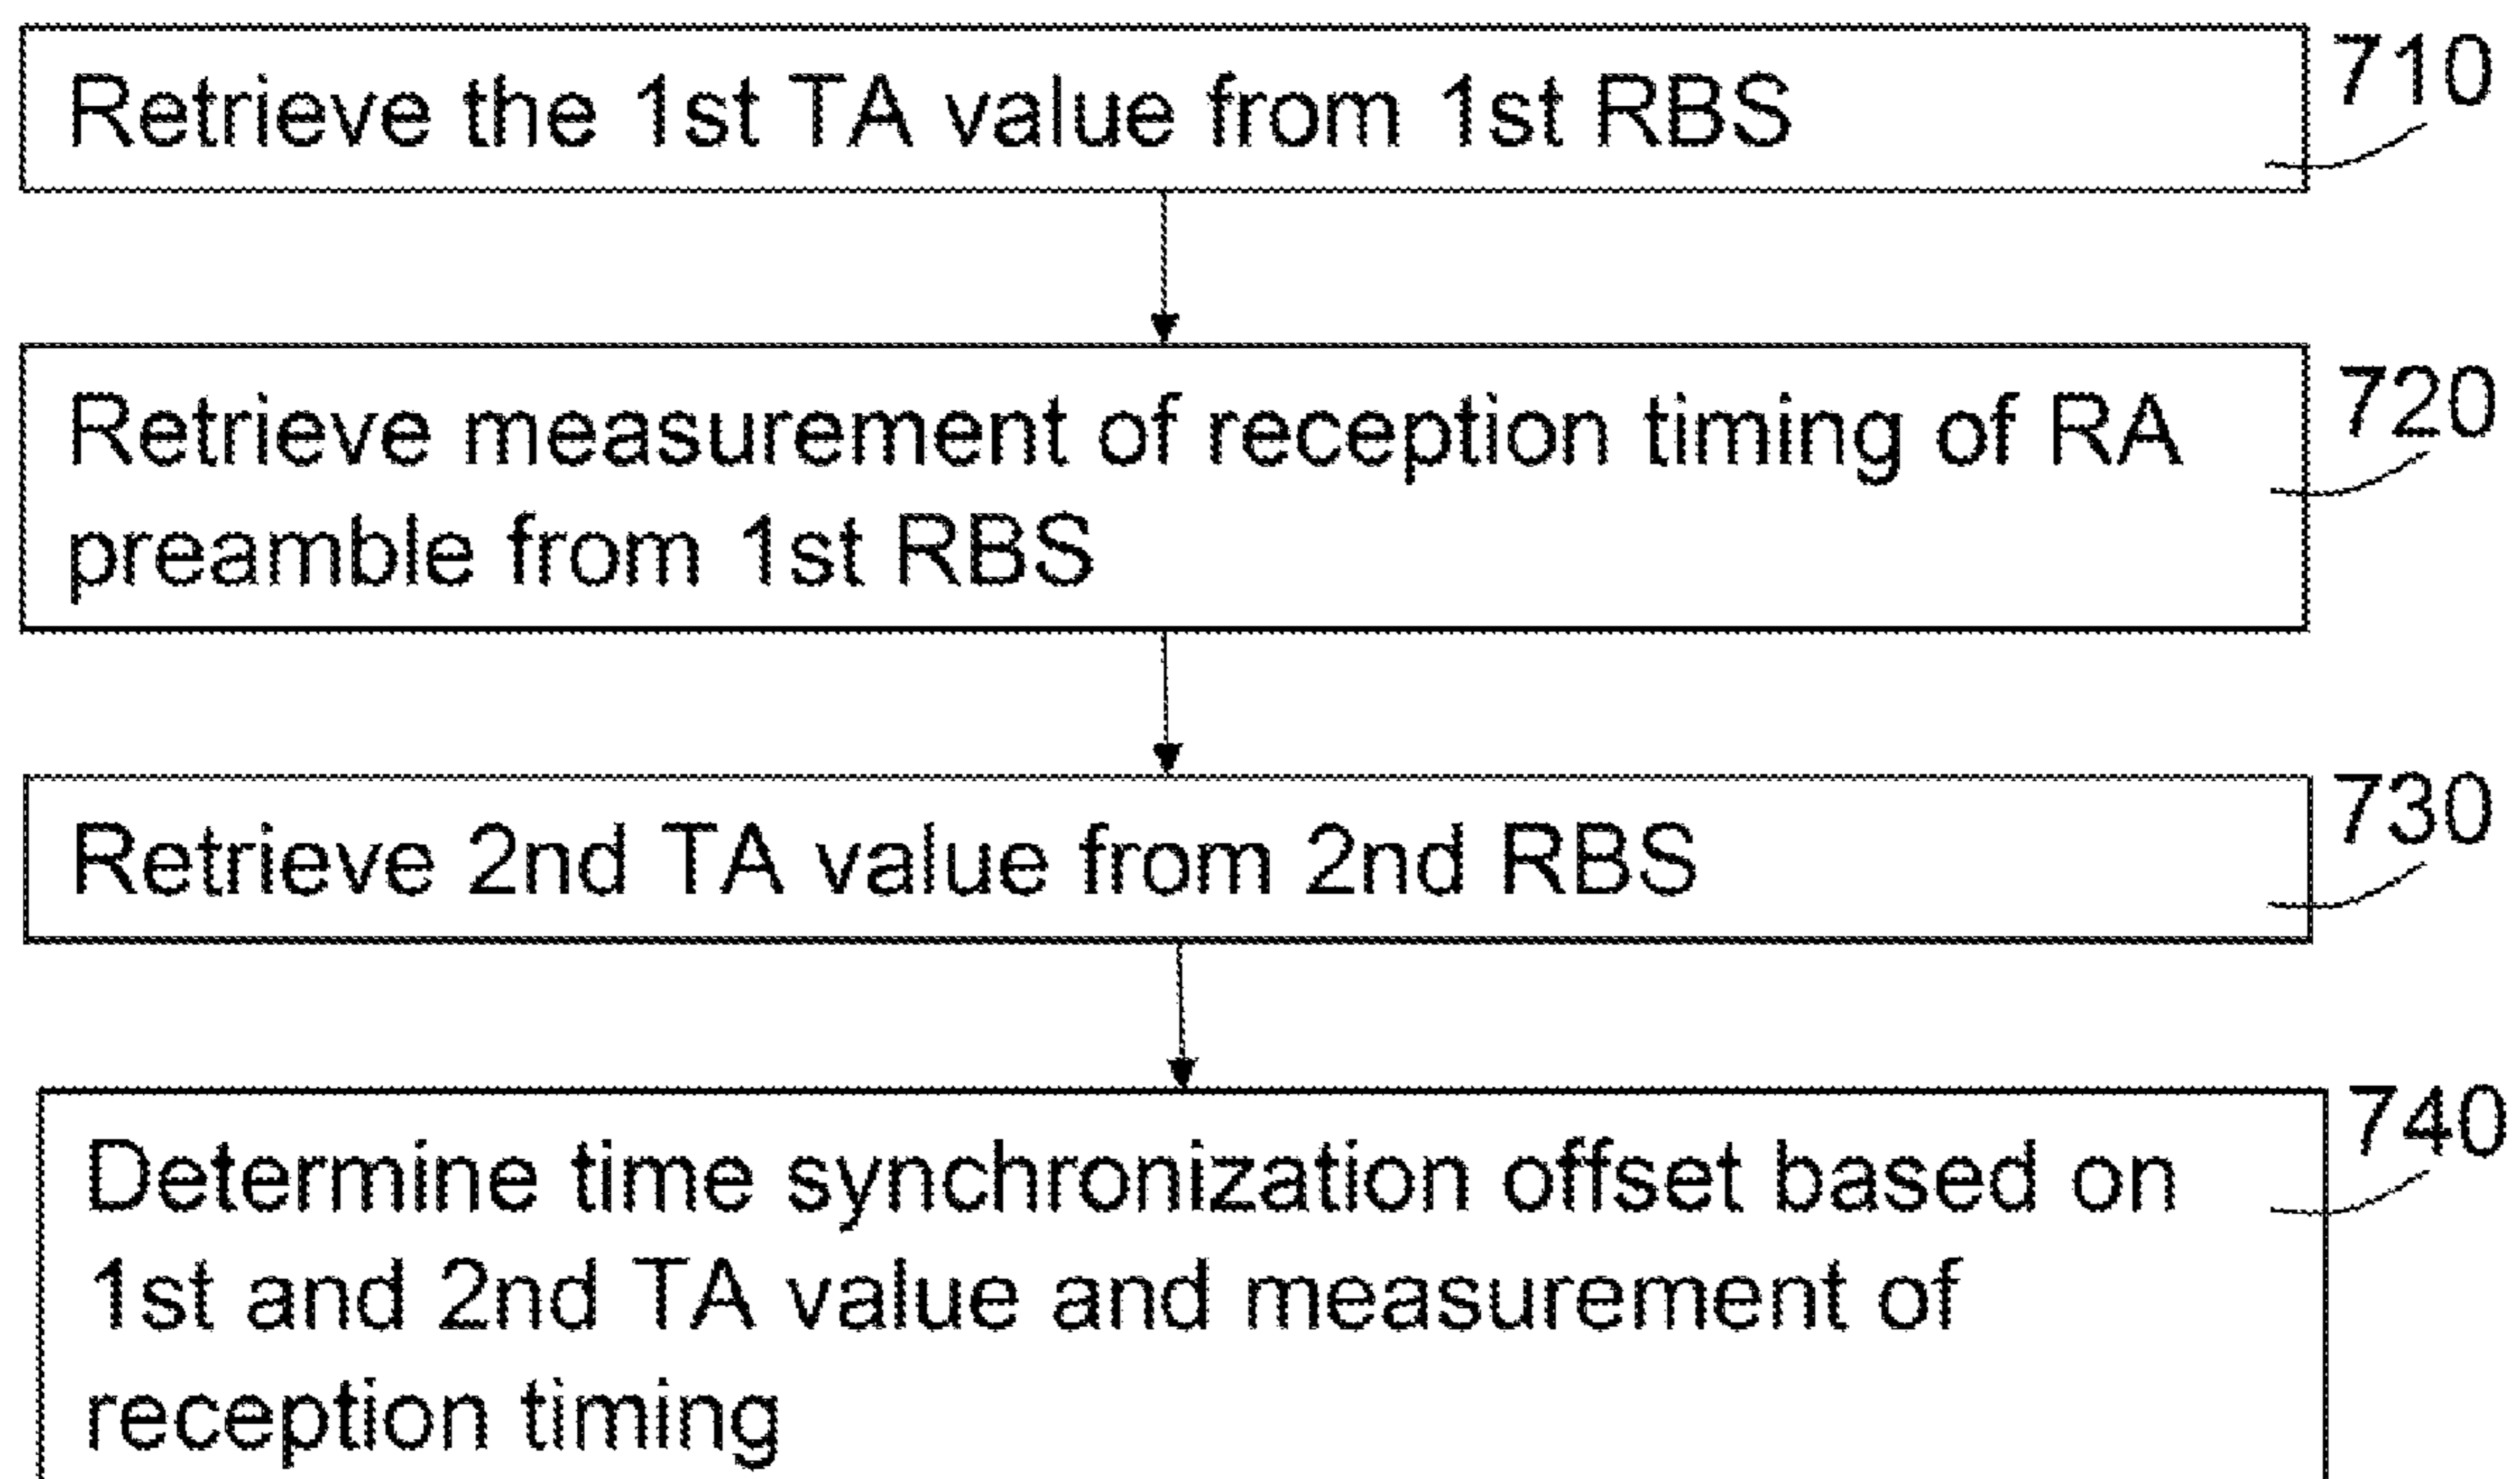 Retrieve the 1st TA value from 1st RBS
710
Retrieve measurement of reception timing of RA
preamble from 1st RBS
720
Retrieve 2nd TA value from 2nd RBS
730
Determine time synchronization offset based on
1st and 2nd TA value and measurement of
reception timing
740